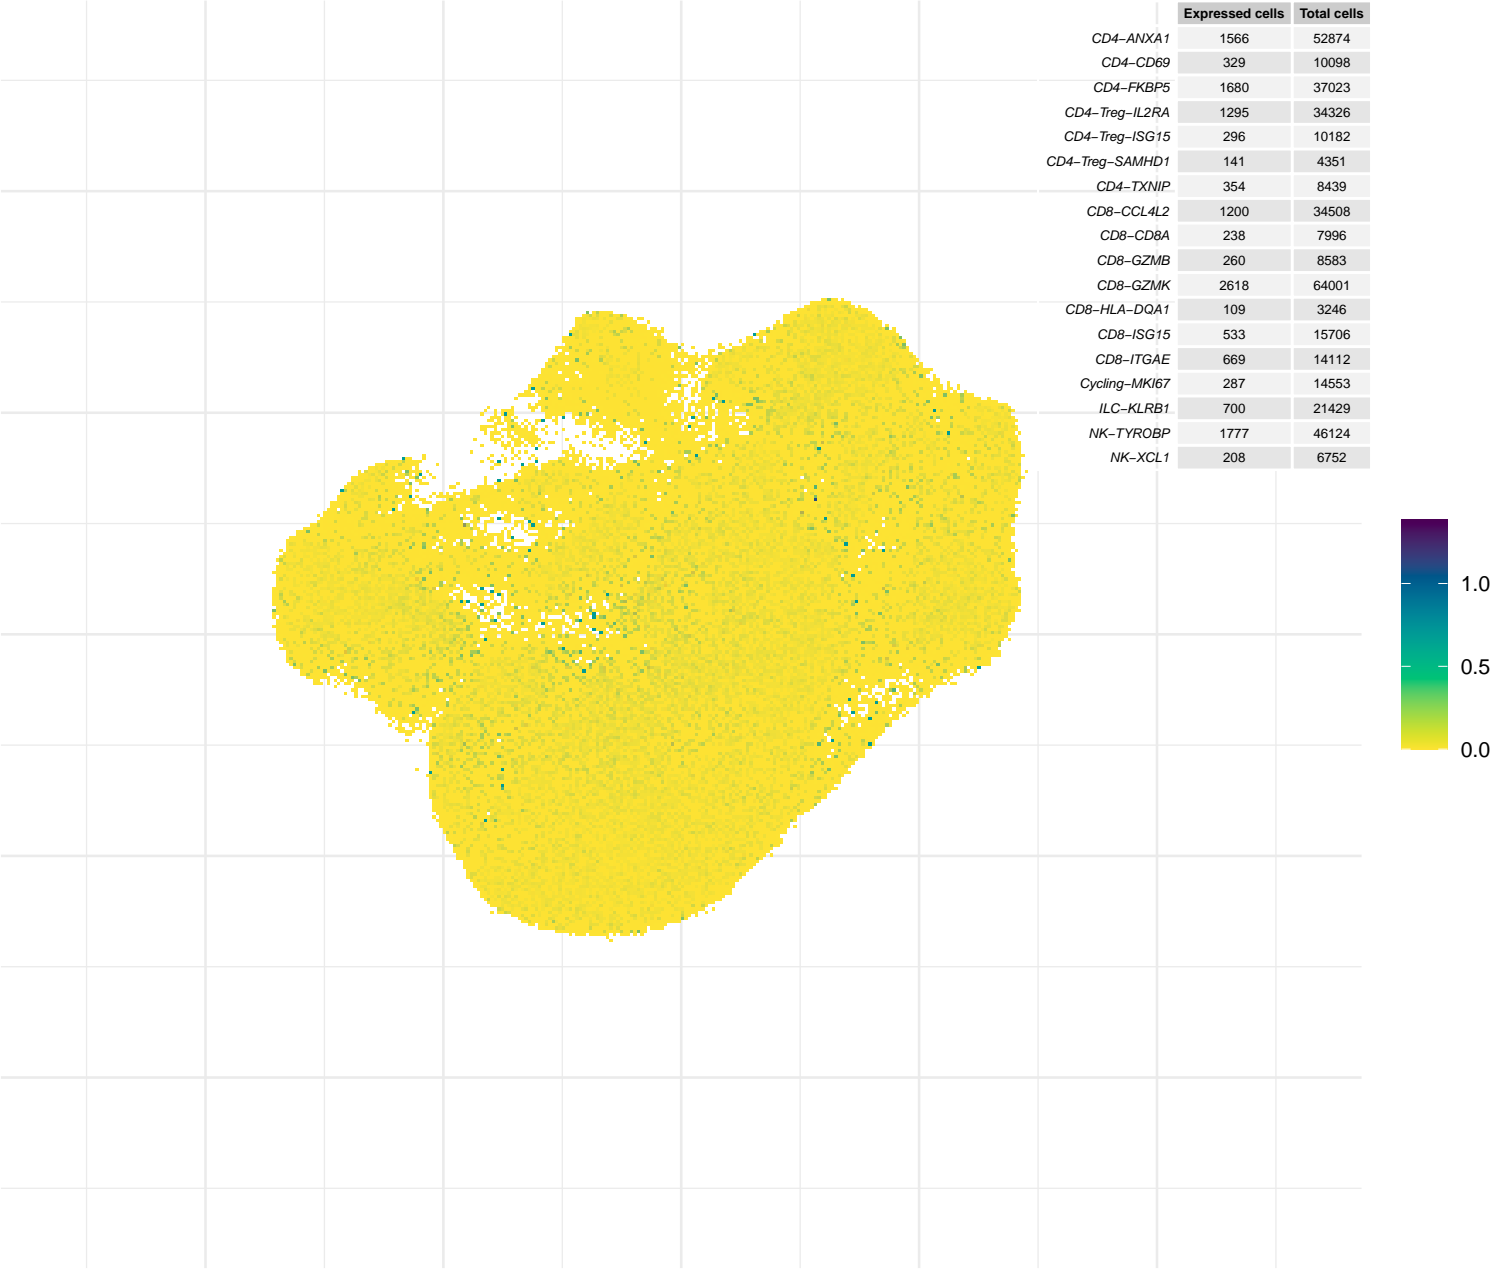 Expressed cells Total cells
CD4−ANXA1 1566 52874
CD4−CD69 329 10098
CD4−FKBP5 1680 37023
CD4−Treg−IL2RA 1295 34326
CD4−Treg−ISG15 296 10182
CD4−Treg−SAMHD1 141 4351
CD4−TXNIP 354 8439
CD8−CCL4L2 1200 34508
CD8−CD8A 238 7996
CD8−GZMB 260 8583
CD8−GZMK 2618 64001
CD8−HLA−DQA1 109 3246
CD8−ISG15 533 15706
CD8−ITGAE 669 14112
Cycling−MKI67 287 14553
ILC−KLRB1 700 21429
NK−TYROBP 1777 46124
NK−XCL1 208 6752
1.0
0.5
0.0